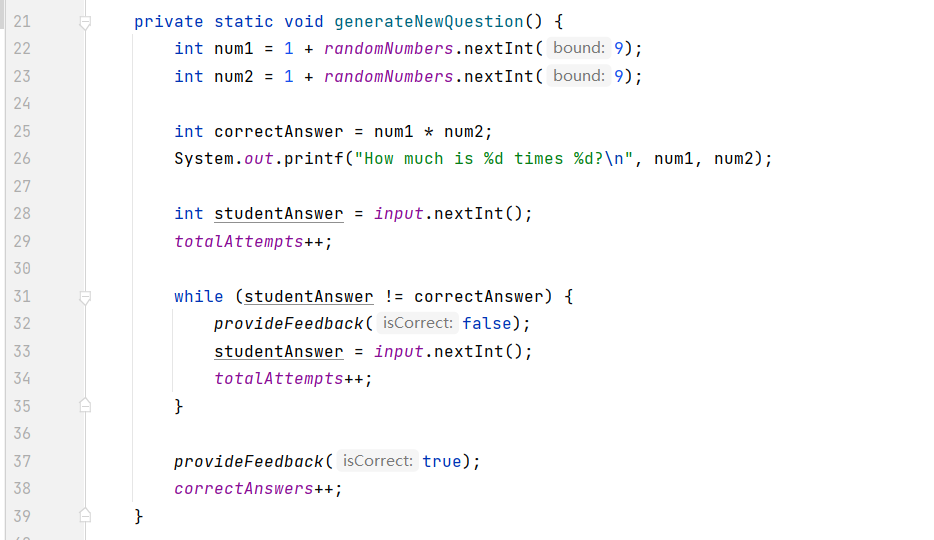 21 private static void generateNewQuestion() {
22 int num1 = 1 + randomNumbers.nextInt( bound: 9);
23 int num2 = 1 + randomNumbers.nextInt( bound: 9);
24
25 int correctAnswer = num1 * num2;
26 System.out.printf("How much is %d times %d?\n", num1, num2);
27
28 int studentAnswer = input.nextInt();
29 totalAttempts++;
30
31 while (studentAnswer != correctAnswer) {
32 provideFeedback( isCorrect: false);
33 studentAnswer = input.nextInt();
34 totalAttempts++;
35 }
36
37 provideFeedback( isCorrect: true);
38 correctAnswers++;
39 }